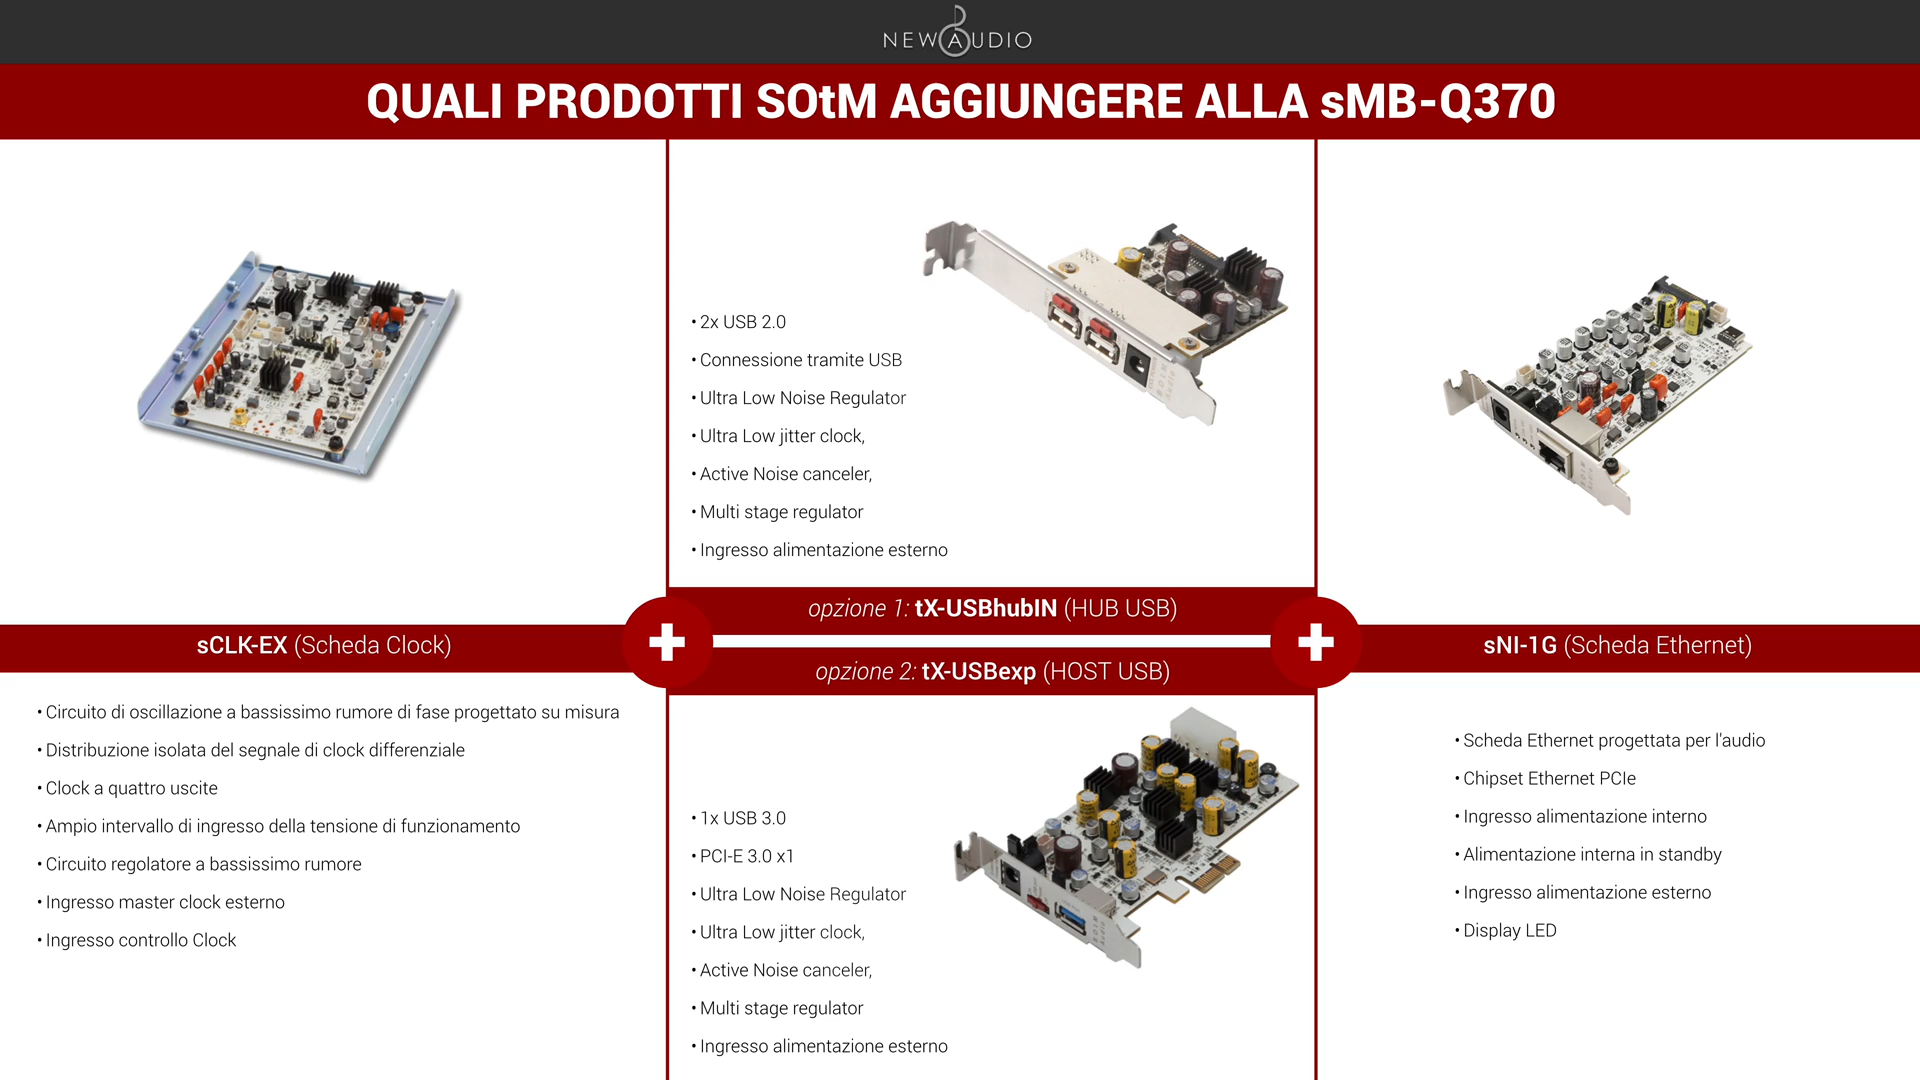 NEW AUDIO
QUALI PRODOTTI SOtM AGGIUNGERE ALLA sMB-Q370
sCLK-EX (Scheda Clock)
• Circuito di oscillazione a bassissimo rumore di fase progettato su misura
• Distribuzione isolata del segnale di clock differenziale
• Clock a quattro uscite
• Ampio intervallo di ingresso della tensione di funzionamento
• Circuito regolatore a bassissimo rumore
• Ingresso master clock esterno
• Ingresso controllo Clock
• 2x USB 2.0
• Connessione tramite USB
• Ultra Low Noise Regulator
• Ultra Low jitter clock,
• Active Noise canceler,
• Multi stage regulator
• Ingresso alimentazione esterno
opzione 1: tX-USBhubIN (HUB USB)
opzione 2: tX-USBexp (HOST USB)
• 1x USB 3.0
• PCI-E 3.0 x1
• Ultra Low Noise Regulator
• Ultra Low jitter clock,
• Active Noise canceler,
• Multi stage regulator
• Ingresso alimentazione esterno
sNI-1G (Scheda Ethernet)
• Scheda Ethernet progettata per l'audio
• Chipset Ethernet PCIe
• Ingresso alimentazione interno
• Alimentazione interna in standby
• Ingresso alimentazione esterno
• Display LED